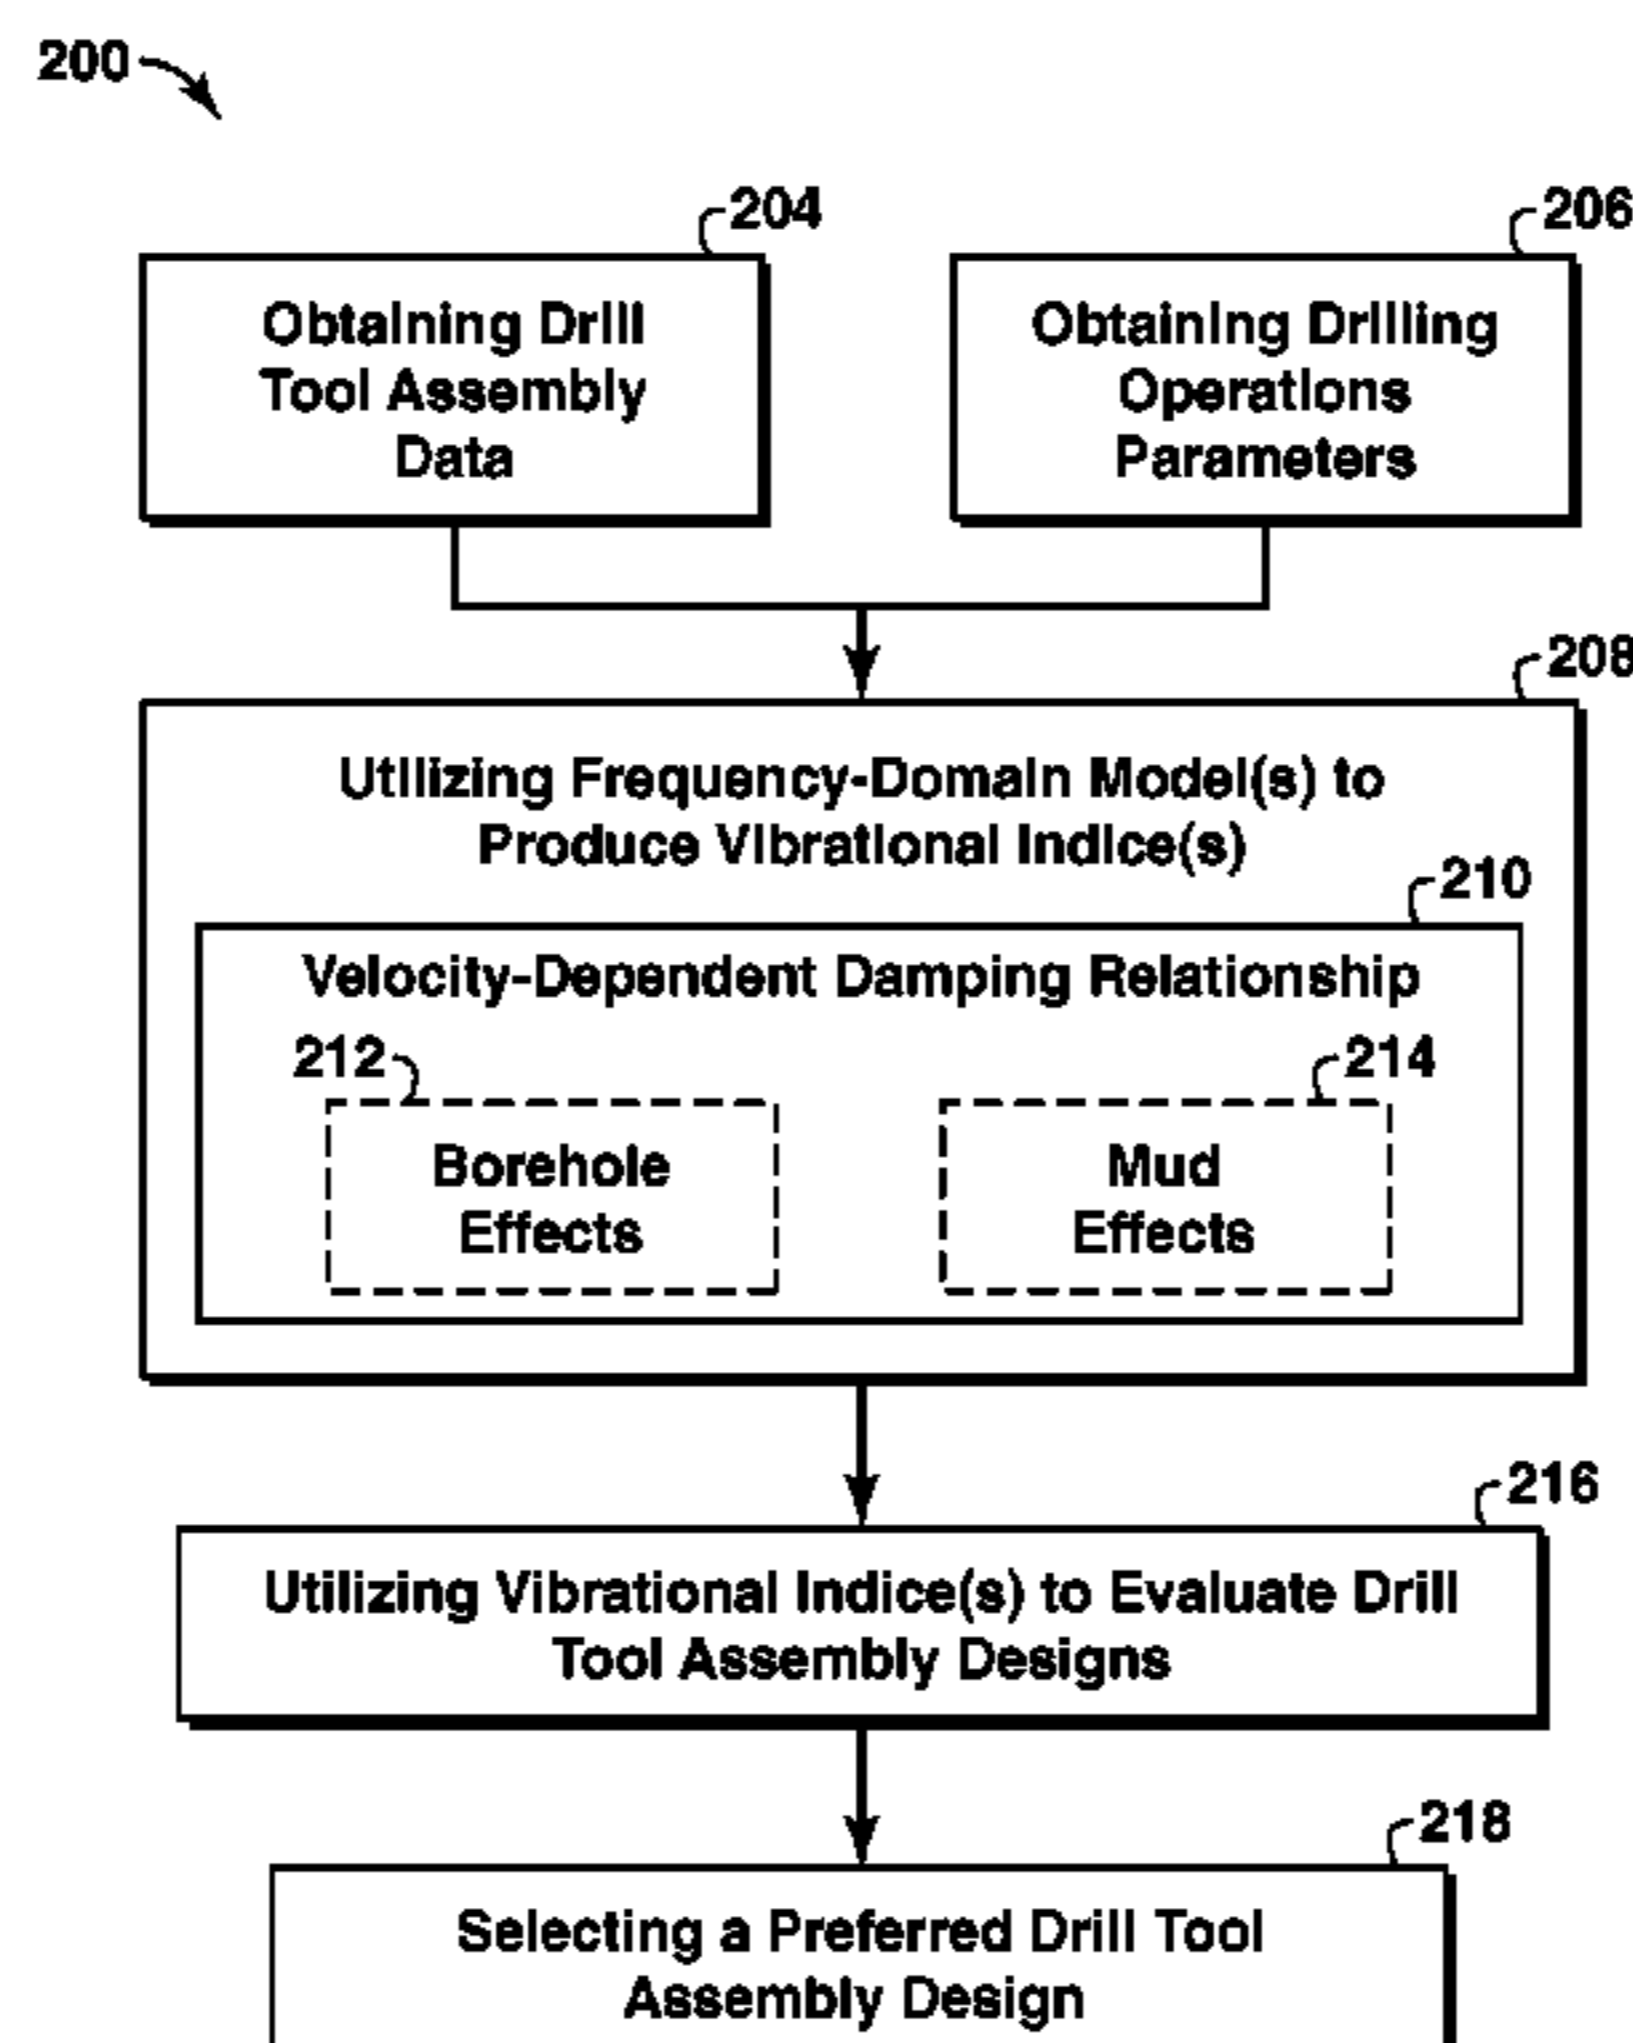 200
204
206
Obtaining Drill
Tool Assembly
Data
Obtaining Drilling
Operations
Parameters
208
Utilizing Frequency-Domain Model(s) to
Produce Vibrational Indice(s)
210
Velocity-Dependent Damping Relationship
212
214
Borehole
Effects
Mud
Effects
216
Utilizing Vibrational Indice(s) to Evaluate Drill
Tool Assembly Designs
218
Selecting a Preferred Drill Tool
Assembly Design